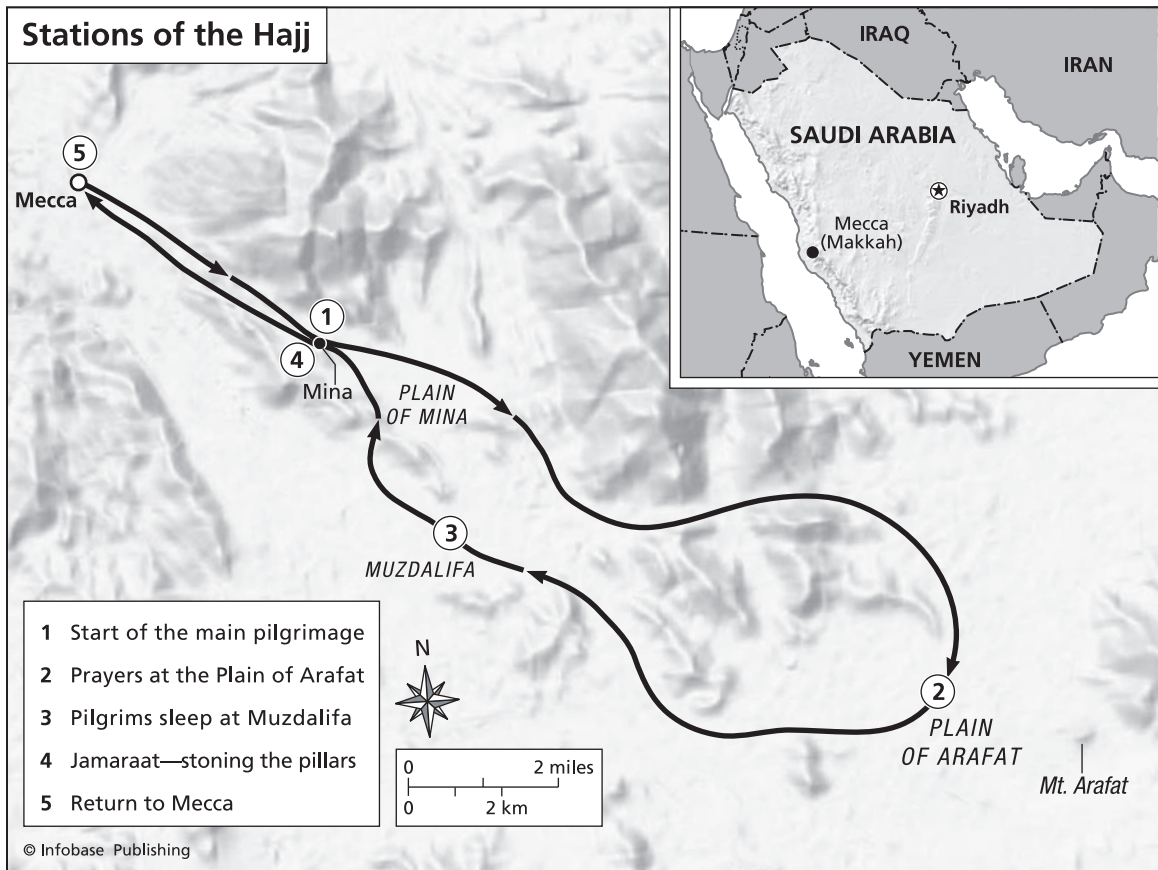 Stations of the Hajj
IRAQ
IRAN
SAUDI ARABIA
Riyadh
Mecca
(Makkah)
YEMEN
5
Mecca
1
4
Mina
PLAIN
OF MINA
3
MUZDALIFA
2
PLAIN
OF ARAFAT
Mt. Arafat
1 Start of the main pilgrimage
2 Prayers at the Plain of Arafat
3 Pilgrims sleep at Muzdalifa
4 Jamaraat—stoning the pillars
5 Return to Mecca
N
0 2 miles
0 2 km
© Infobase Publishing